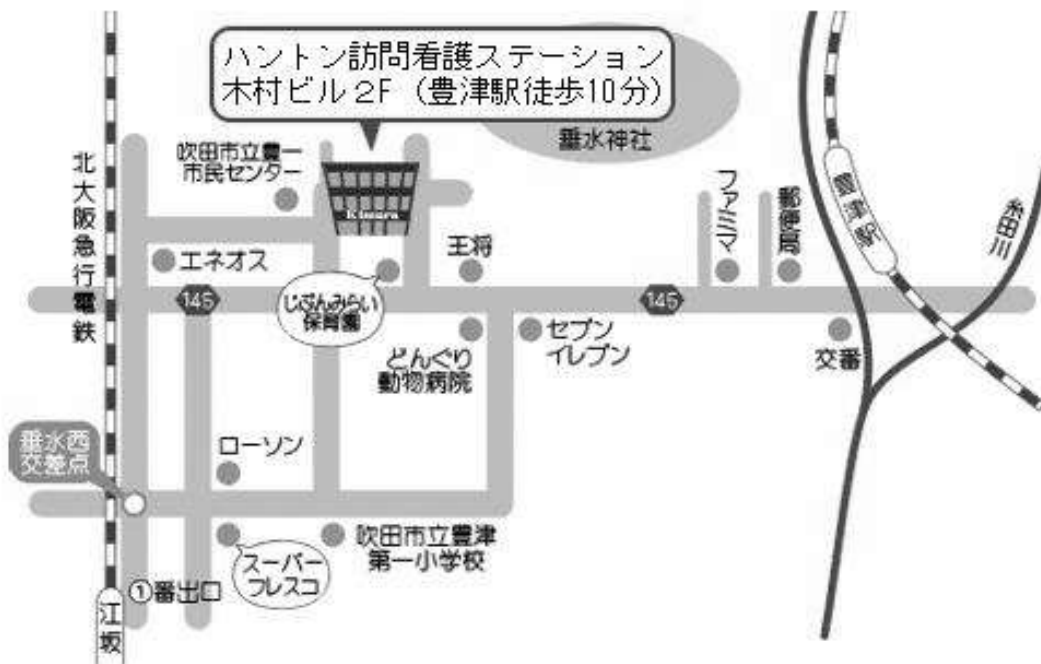 ハントン訪問看護ステーション
木村ビル2F（豊津駅徒歩10分）
垂水神社
吹田市立豊一
市民センター
Kimura
北大阪急行電鉄
エネオス
王将
ファミマ
郵便局
豊津駅
糸田川
145
145
じぶんみらい
保育園
どんぐり
動物病院
セブン
イレブン
交番
垂水西
交差点
ローソン
吹田市立豊津
第一小学校
スーパー
フレスコ
①番出口
江坂